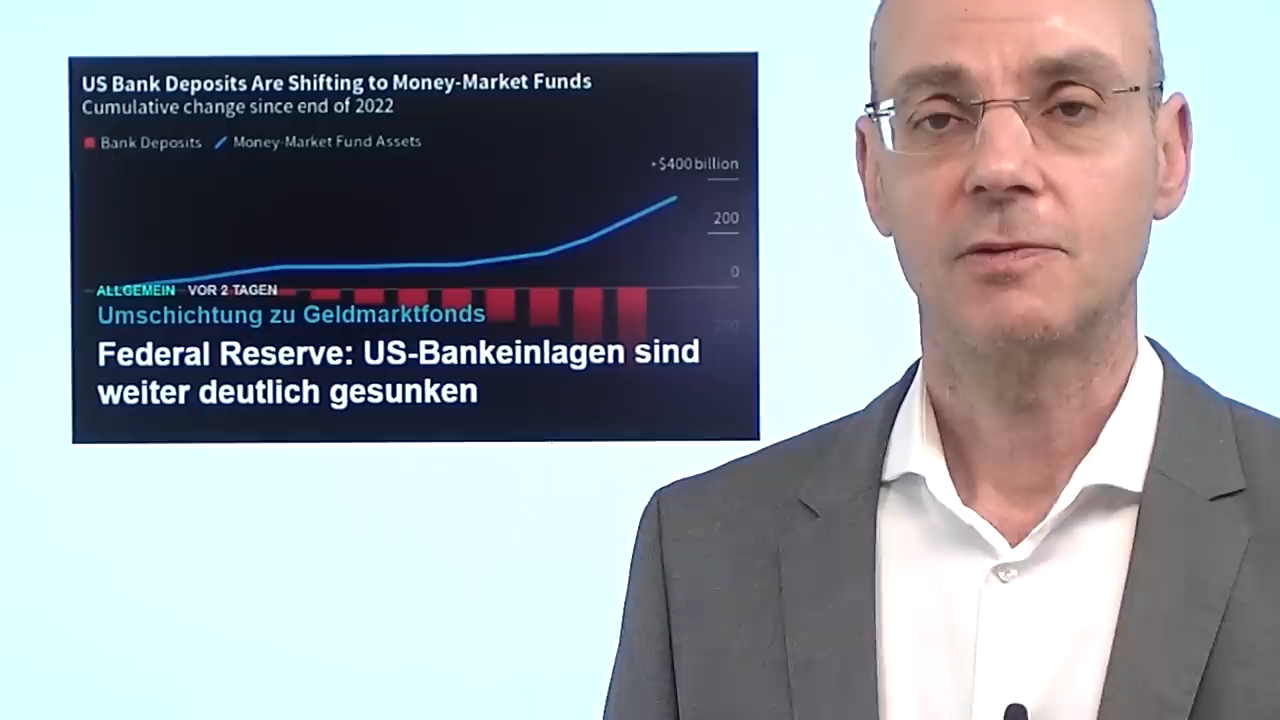 US Bank Deposits Are Shifting to Money-Market Funds
Cumulative change since end of 2022
Bank Deposits Money-Market Fund Assets
$400 billion
200
0
ALLGEMEIN VOR 2 TAGEN
Umschichtung zu Geldmarktfonds
Federal Reserve: US-Bankeinlagen sind
weiter deutlich gesunken